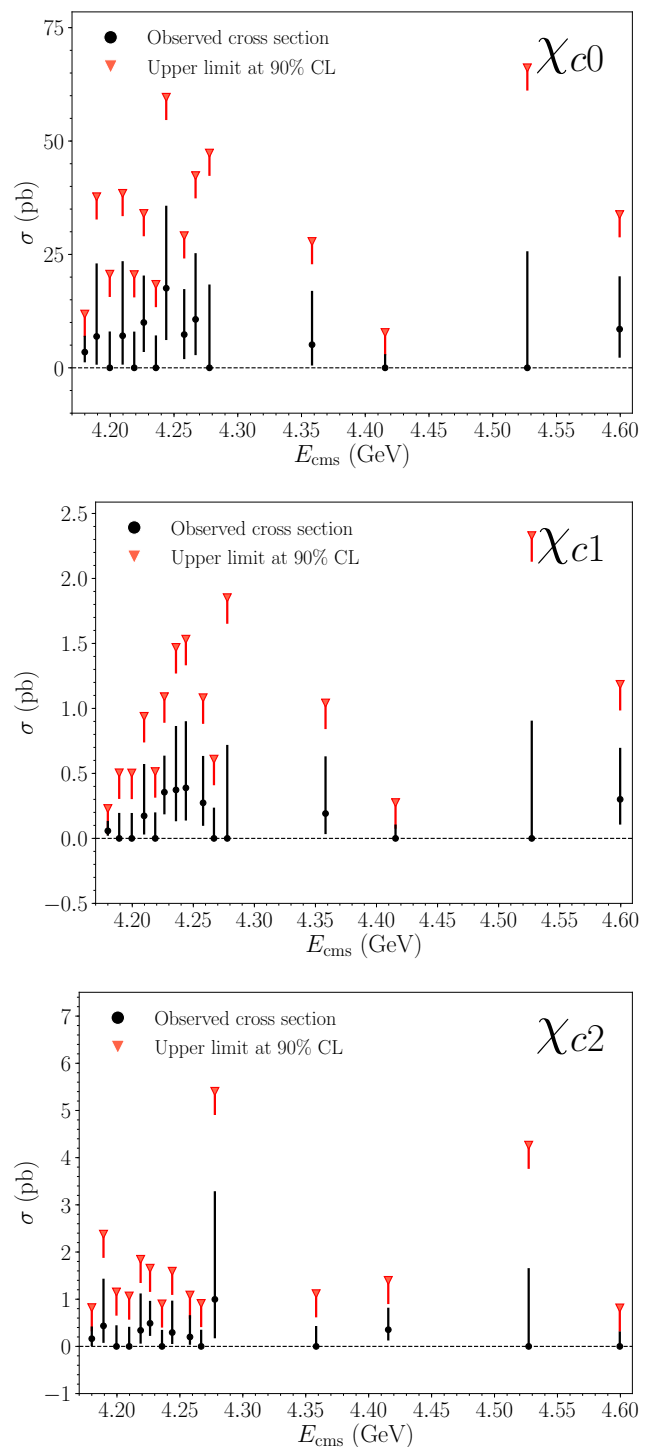 75
50
25
0
σ (pb)
Observed cross section
Upper limit at 90% CL
χc0
4.20 4.25 4.30 4.35 4.40 4.45 4.50 4.55 4.60
Ecms (GeV)
2.5
2.0
1.5
1.0
0.5
0.0
−0.5
σ (pb)
Observed cross section
Upper limit at 90% CL
χc1
4.20 4.25 4.30 4.35 4.40 4.45 4.50 4.55 4.60
Ecms (GeV)
7
6
5
4
3
2
1
0
−1
σ (pb)
Observed cross section
Upper limit at 90% CL
χc2
4.20 4.25 4.30 4.35 4.40 4.45 4.50 4.55 4.60
Ecms (GeV)